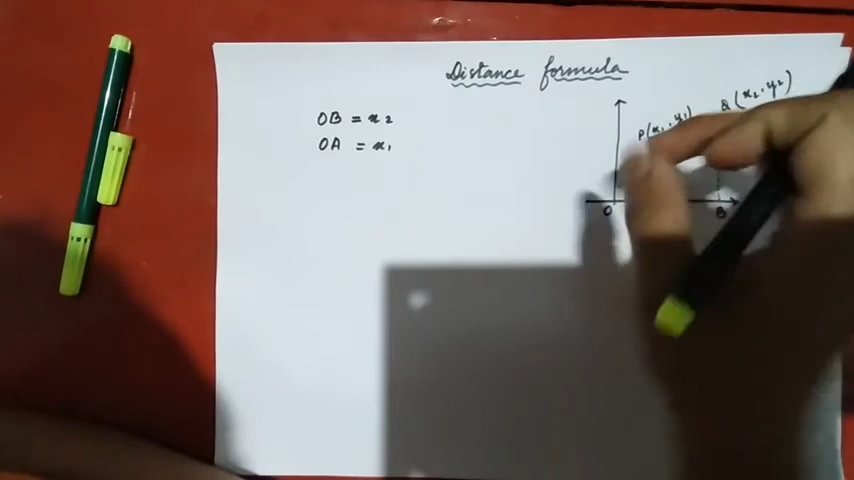 Distance formula
OB = x2
OA = x1
Q(x2, y2)
P(x1, y1)
O
B